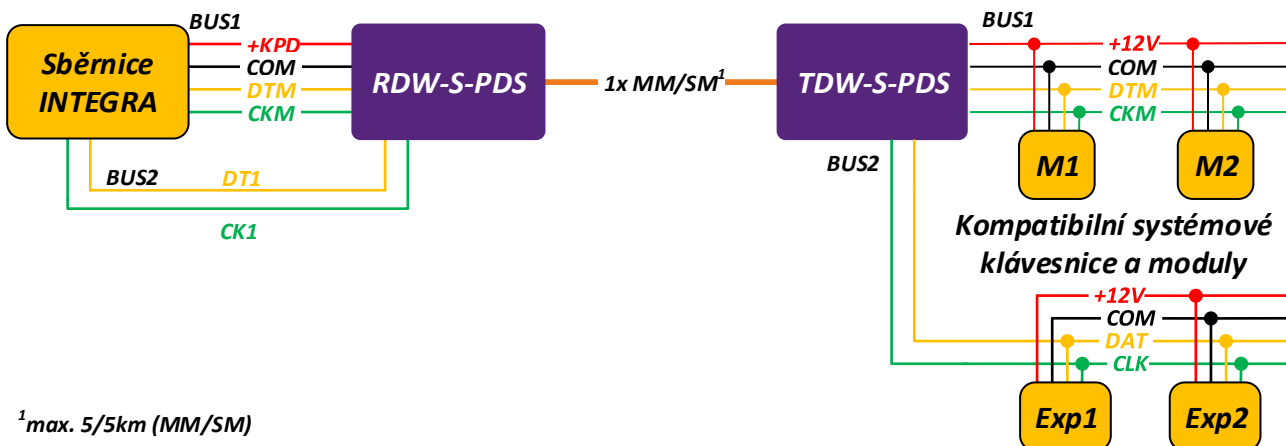 BUS1
Sběrnice
INTEGRA
+KPD
COM
DTM
CKM
RDW-S-PDS
BUS2
DT1
CK1
1x MM/SM¹
TDW-S-PDS
BUS1
+12V
COM
DTM
CKM
M1
M2
BUS2
Kompatibilní systémové
klávesnice a moduly
+12V
COM
DAT
CLK
Exp1
Exp2
¹max. 5/5km (MM/SM)